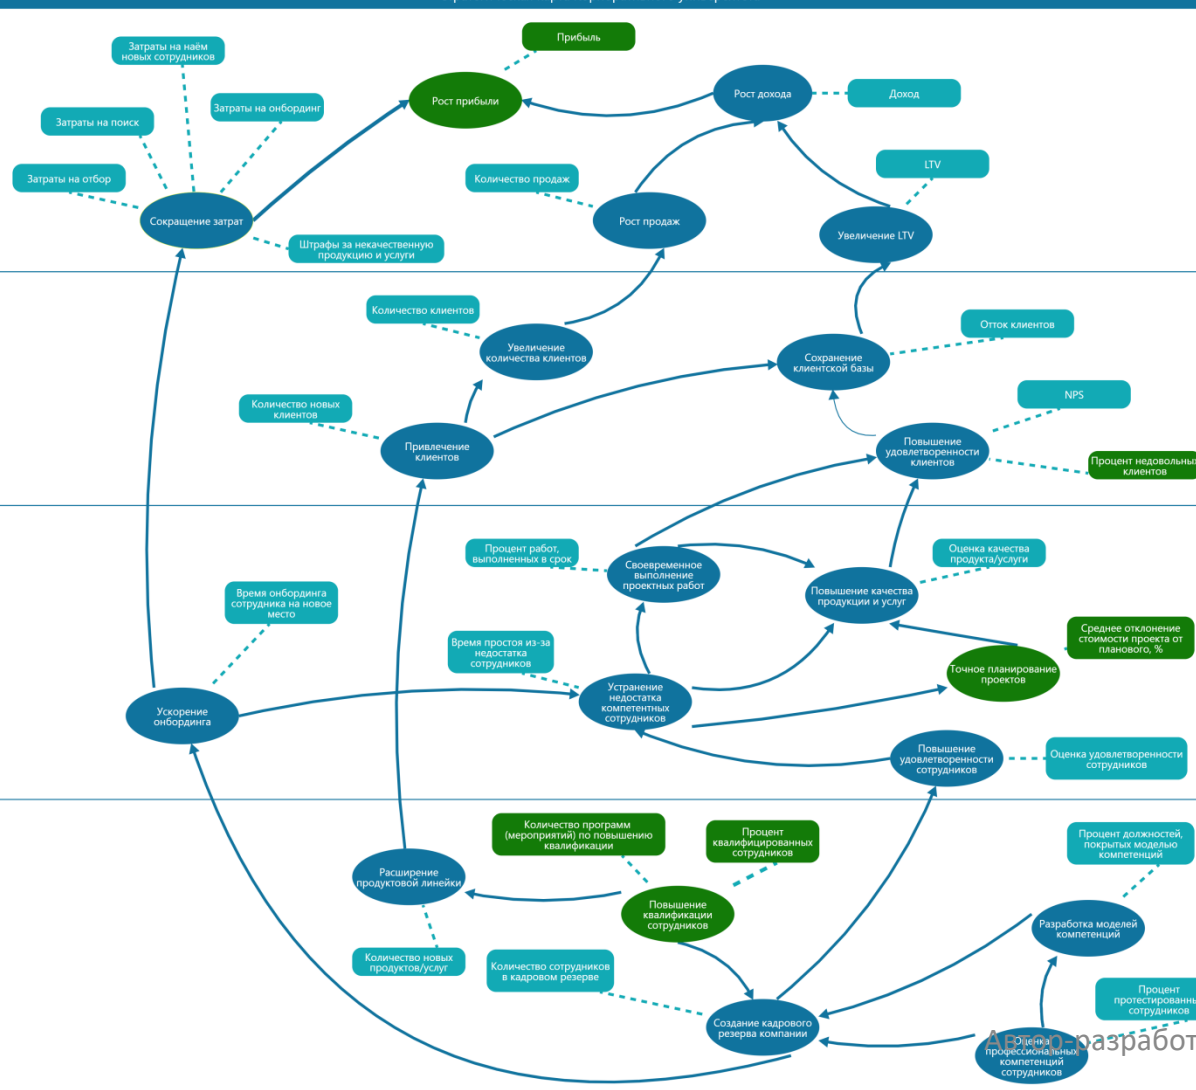 Прибыль
Затраты на наём
новых сотрудников
Рост прибыли
Рост дохода
Доход
Затраты на онбординг
Затраты на поиск
LTV
Затраты на отбор
Количество продаж
Сокращение затрат
Рост продаж
Увеличение LTV
Штрафы за некачественную
продукцию и услуги
Количество клиентов
Отток клиентов
Увеличение
количества клиентов
Сохранение
клиентской базы
NPS
Количество новых
клиентов
Привлечение
клиентов
Повышение
удовлетворенности
клиентов
Процент недовольных
клиентов
Процент работ,
выполненных в срок
Оценка качества
продукта/услуги
Своевременное
выполнение
проектных работ
Повышение качества
продукции и услуг
Время онбординга
сотрудника на новое
место
Среднее отклонение
стоимости проекта от
планового, %
Время простоя из-за
недостатка
сотрудников
Точное планирование
проектов
Устранение
недостатка
компетентных
сотрудников
Ускорение
онбординга
Повышение
удовлетворенности
сотрудников
Оценка удовлетворенности
сотрудников
Количество программ
(мероприятий) по повышению
квалификации
Процент
квалифицированных
сотрудников
Процент должностей,
покрытых моделью
компетенций
Расширение
продуктовой линейки
Повышение
квалификации
сотрудников
Разработка моделей
компетенций
Количество новых
продуктов/услуг
Количество сотрудников
в кадровом резерве
Процент
сотрудников
Создание кадрового
резерва компании
Оценка
профессиональных
компетенций
сотрудников